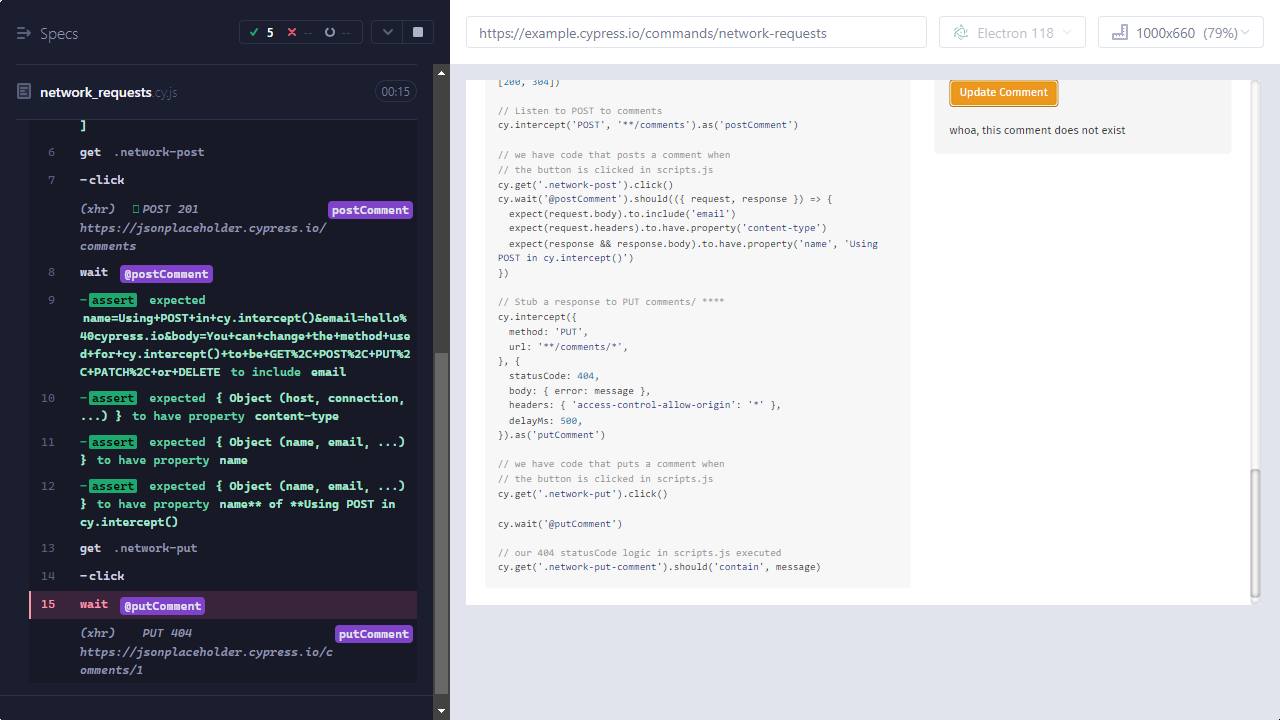 Specs
5
--
--
network_requests cy.js
00:15
]
6 get .network-post
7 -click
(xhr) POST 201 postComment
https://jsonplaceholder.cypress.io/
comments
8 wait @postComment
9 -assert expected
name=Using+POST+in+cy.intercept()&email=hello%
40cypress.io&body=You+can+change+the+method+use
d+for+cy.intercept()+to+be+GET%2C+POST%2C+PUT%2
C+PATCH%2C+or+DELETE to include email
10 -assert expected { Object (host, connection,
...) } to have property content-type
11 -assert expected { Object (name, email, ...)
} to have property name
12 -assert expected { Object (name, email, ...)
} to have property name** of **Using POST in
cy.intercept()
13 get .network-put
14 -click
15 wait @putComment
(xhr) PUT 404 putComment
https://jsonplaceholder.cypress.io/c
omments/1
https://example.cypress.io/commands/network-requests
Electron 118
1000x660 (79%)
[200, 304])
// Listen to POST to comments
cy.intercept('POST', '**/comments').as('postComment')
// we have code that posts a comment when
// the button is clicked in scripts.js
cy.get('.network-post').click()
cy.wait('@postComment').should(({ request, response }) => {
expect(request.body).to.include('email')
expect(request.headers).to.have.property('content-type')
expect(response && response.body).to.have.property('name', 'Using
POST in cy.intercept()')
})
// Stub a response to PUT comments/ ****
cy.intercept({
method: 'PUT',
url: '**/comments/*',
}, {
statusCode: 404,
body: { error: message },
headers: { 'access-control-allow-origin': '*' },
delayMs: 500,
}).as('putComment')
// we have code that puts a comment when
// the button is clicked in scripts.js
cy.get('.network-put').click()
cy.wait('@putComment')
// our 404 statusCode logic in scripts.js executed
cy.get('.network-put-comment').should('contain', message)
Update Comment
whoa, this comment does not exist